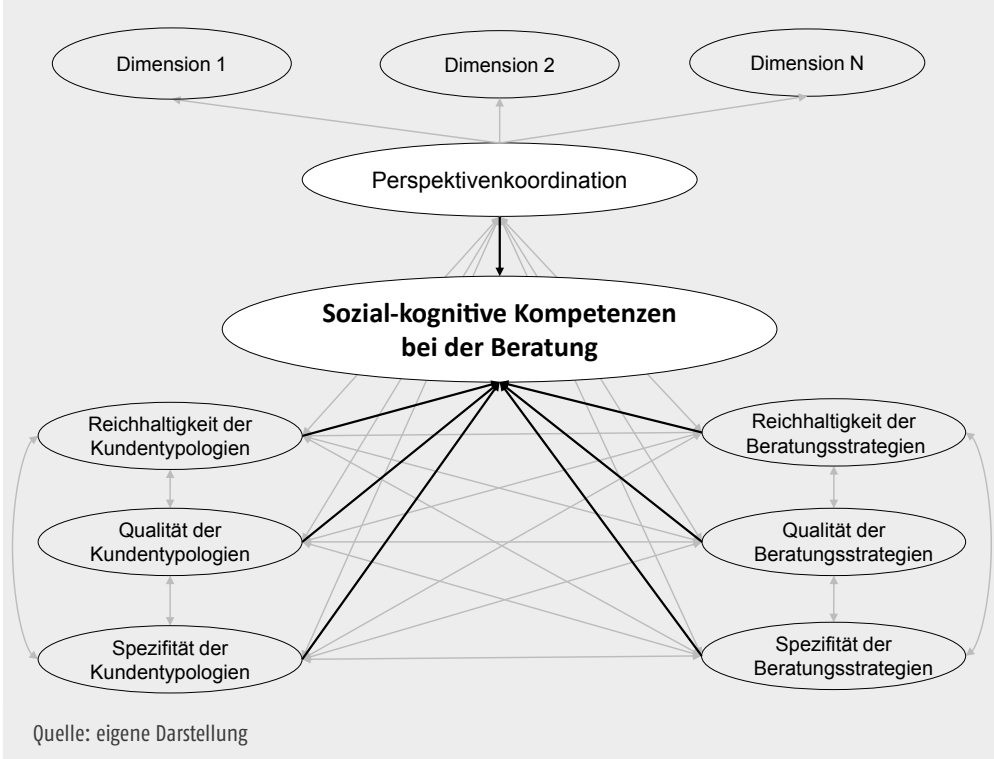 Dimension 1
Dimension 2
Dimension N
Perspektivenkoordination
Sozial-kognitive Kompetenzen
bei der Beratung
Reichhaltigkeit der
Kundentypologien
Reichhaltigkeit der
Beratungsstrategien
Qualität der
Kundentypologien
Qualität der
Beratungsstrategien
Spezifität der
Kundentypologien
Spezifität der
Beratungsstrategien
Quelle: eigene Darstellung